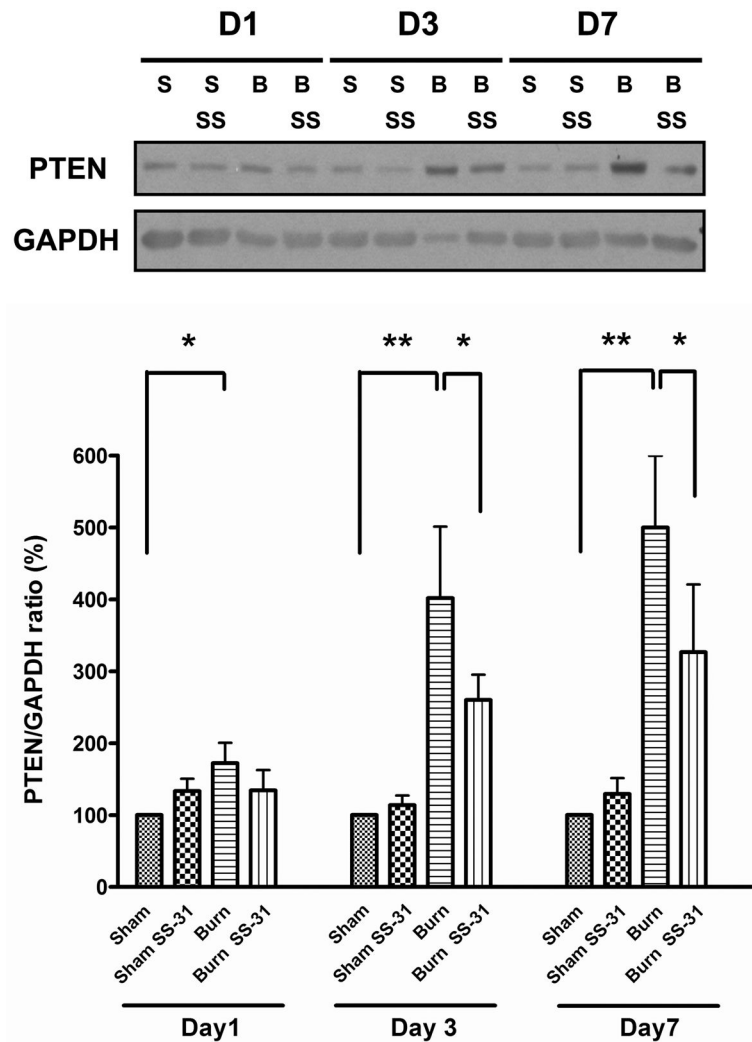 D1 D3 D7
S S B B S S B B S S B B
SS SS SS SS SS SS
PTEN
GAPDH
* ** * ** *
PTEN/GAPDH ratio (%)
600
500
400
300
200
100
0
Sham Sham SS-31 Burn Burn SS-31 Sham Sham SS-31 Burn Burn SS-31 Sham Sham SS-31 Burn Burn SS-31
Day1 Day 3 Day7